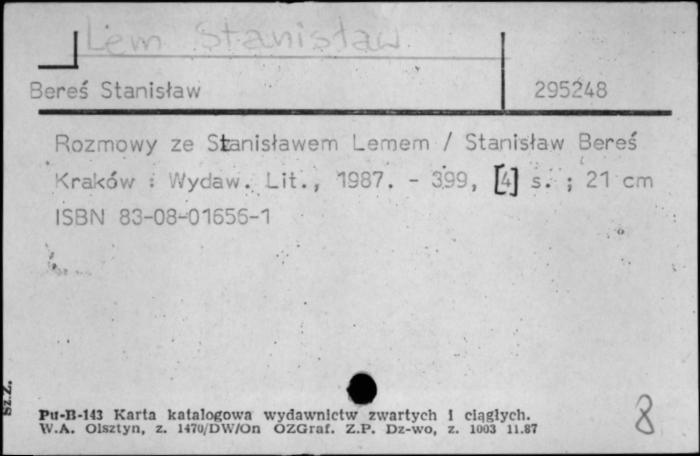 Lem Stanisław
Bereś Stanisław 295248
Rozmowy ze Stanisławem Lemem / Stanisław Bereś
Kraków : Wydaw. Lit., 1987. - 399, [4] s. ; 21 cm
ISBN 83-08-01656-1
Sz.Z.
Pu-B-143 Karta katalogowa wydawnictw zwartych i ciągłych.
W.A. Olsztyn, z. 1470/DW/On OZGraf. Z.P. Dz-wo, z. 1003 11.87
8